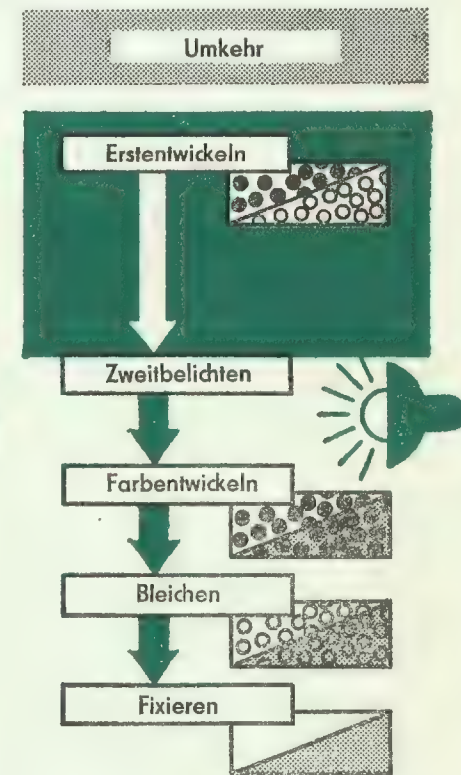 Umkehr
Erstentwickeln
Zweitbelichten
Farbentwickeln
Bleichen
Fixieren